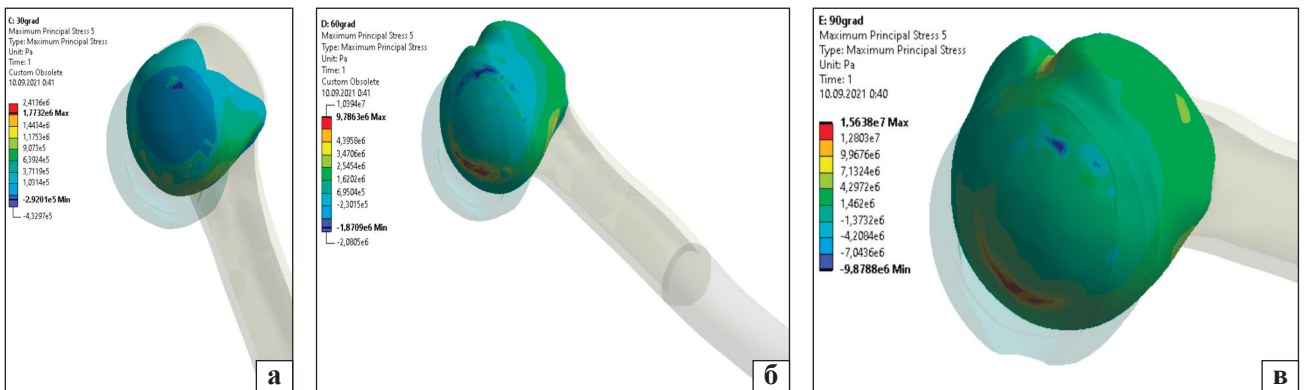 C: 30grad
Maximum Principal Stress 5
Type: Maximum Principal Stress
Unit: Pa
Time: 1
Custom Obsolete
10.09.2021 0:41
2,4136e6
1,7732e6 Max
1,4434e6
1,1753e6
9,073e5
6,3924e5
3,7119e5
1,0314e5
-2,9201e5 Min
-4,3297e5
а
D: 60grad
Maximum Principal Stress 5
Type: Maximum Principal Stress
Unit: Pa
Time: 1
Custom Obsolete
10.09.2021 0:41
1,0394e7
9,7863e6 Max
4,3958e6
3,4706e6
2,5454e6
1,6202e6
6,9504e5
-2,3015e5
-1,8709e6 Min
-2,0805e6
б
E: 90grad
Maximum Principal Stress 5
Type: Maximum Principal Stress
Unit: Pa
Time: 1
10.09.2021 0:40
1,5638e7 Max
1,2803e7
9,9676e6
7,1324e6
4,2972e6
1,462e6
-1,3732e6
-4,2084e6
-7,0436e6
-9,8788e6 Min
в